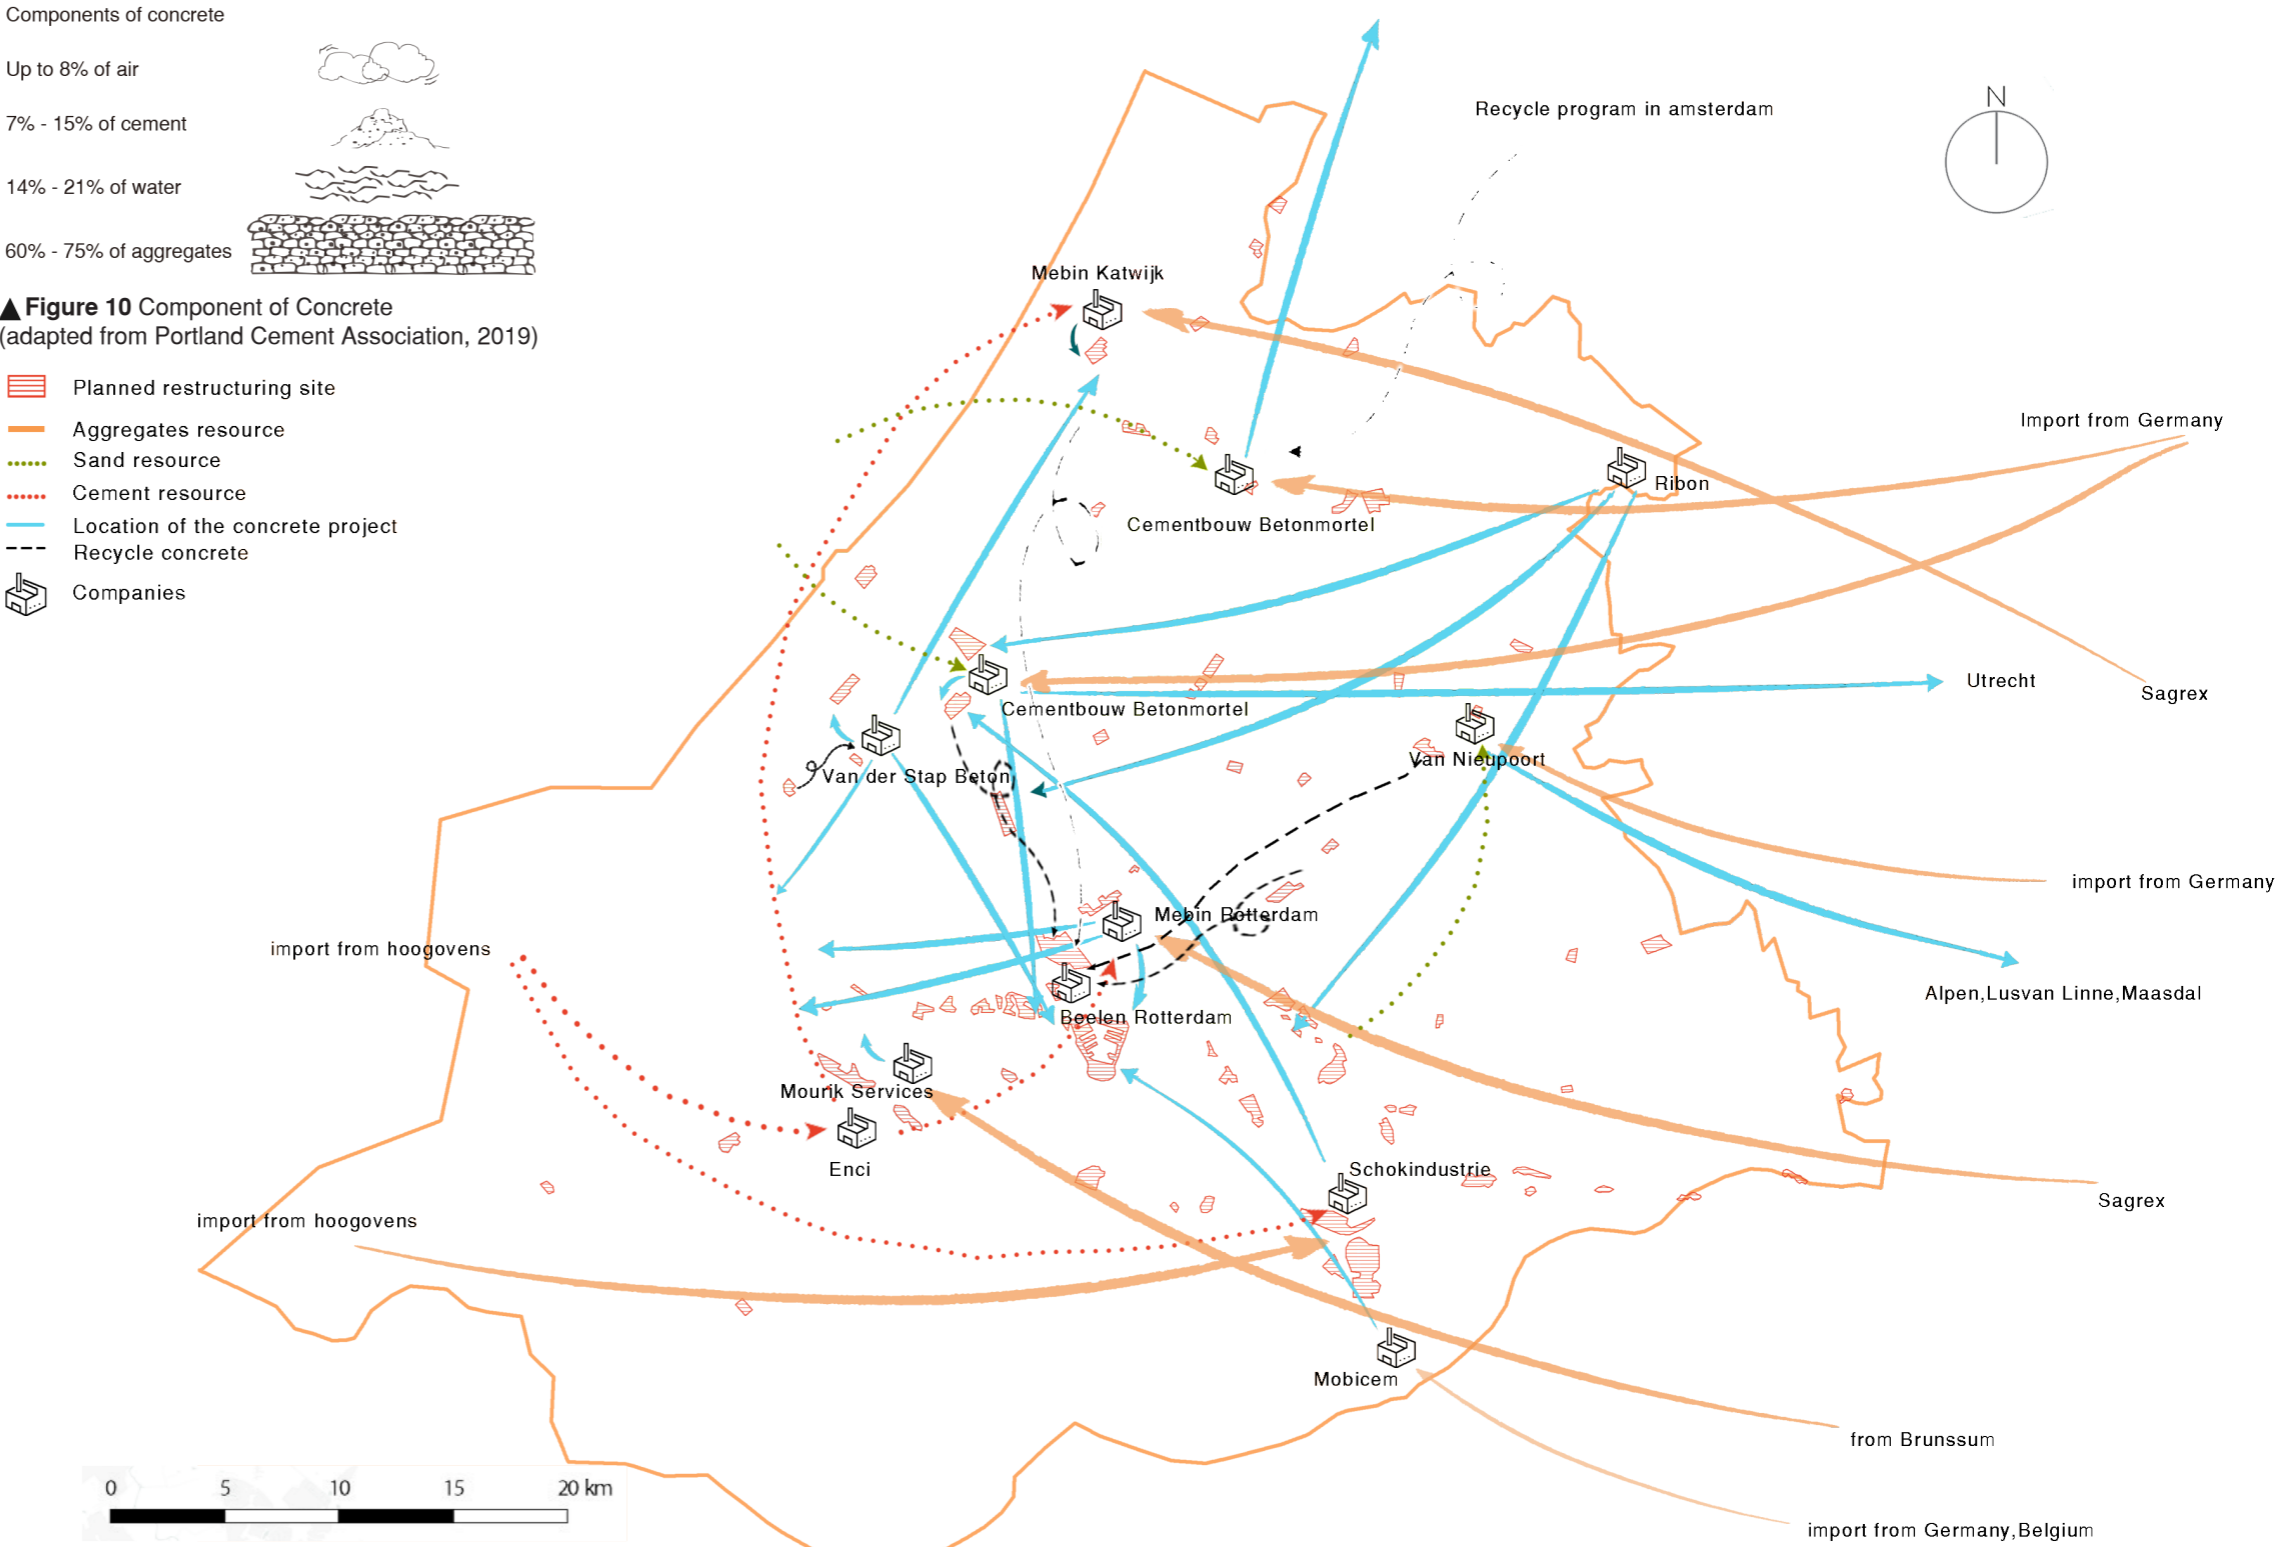 Components of concrete
Up to 8% of air
7% - 15% of cement
14% - 21% of water
60% - 75% of aggregates
▲ Figure 10 Component of Concrete
(adapted from Portland Cement Association, 2019)
Planned restructuring site
Aggregates resource
Sand resource
Cement resource
Location of the concrete project
Recycle concrete
Companies
Recycle program in amsterdam
N
Mebin Katwijk
Import from Germany
Ribon
Cementbouw Betonmortel
Utrecht
Sagrex
Cementbouw Betonmortel
Van Nieupoort
Van der Stap Beton
import from Germany
Mebin Rotterdam
import from hoogovens
Alpen,Lusvan Linne,Maasdal
Beelen Rotterdam
Mourik Services
Enci
Schokindustrie
Sagrex
import from hoogovens
Mobicem
from Brunssum
import from Germany,Belgium
0 5 10 15 20 km